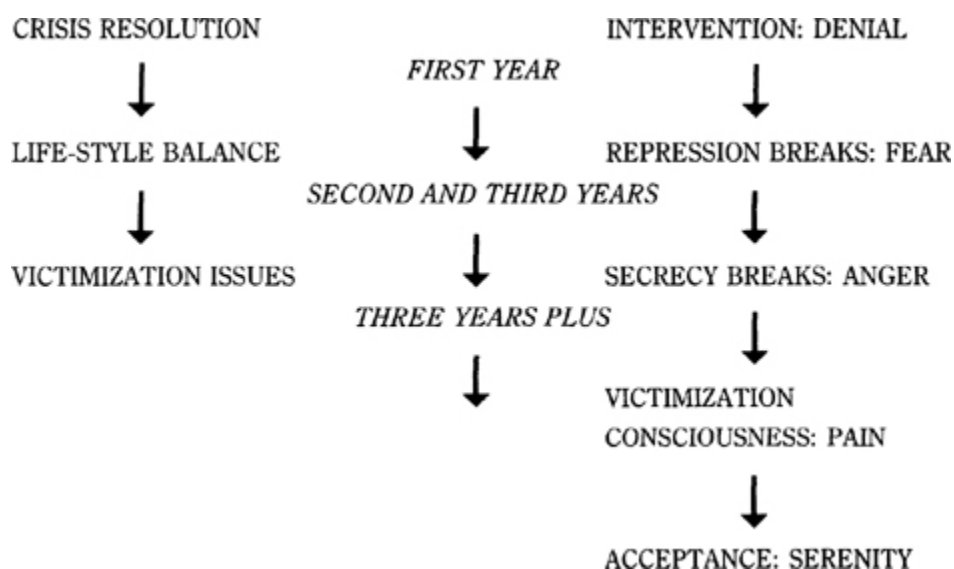 CRISIS RESOLUTION
INTERVENTION: DENIAL
FIRST YEAR
LIFE-STYLE BALANCE
REPRESSION BREAKS: FEAR
SECOND AND THIRD YEARS
VICTIMIZATION ISSUES
SECRECY BREAKS: ANGER
THREE YEARS PLUS
VICTIMIZATION
CONSCIOUSNESS: PAIN
ACCEPTANCE: SERENITY